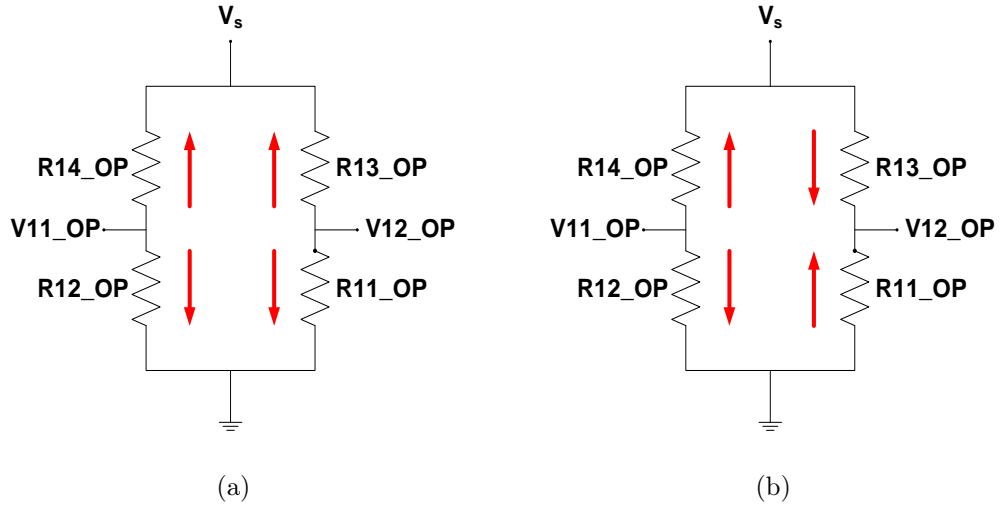 Vs
R14_OP
R13_OP
V11_OP
V12_OP
R12_OP
R11_OP
(a)
Vs
R14_OP
R13_OP
V11_OP
V12_OP
R12_OP
R11_OP
(b)